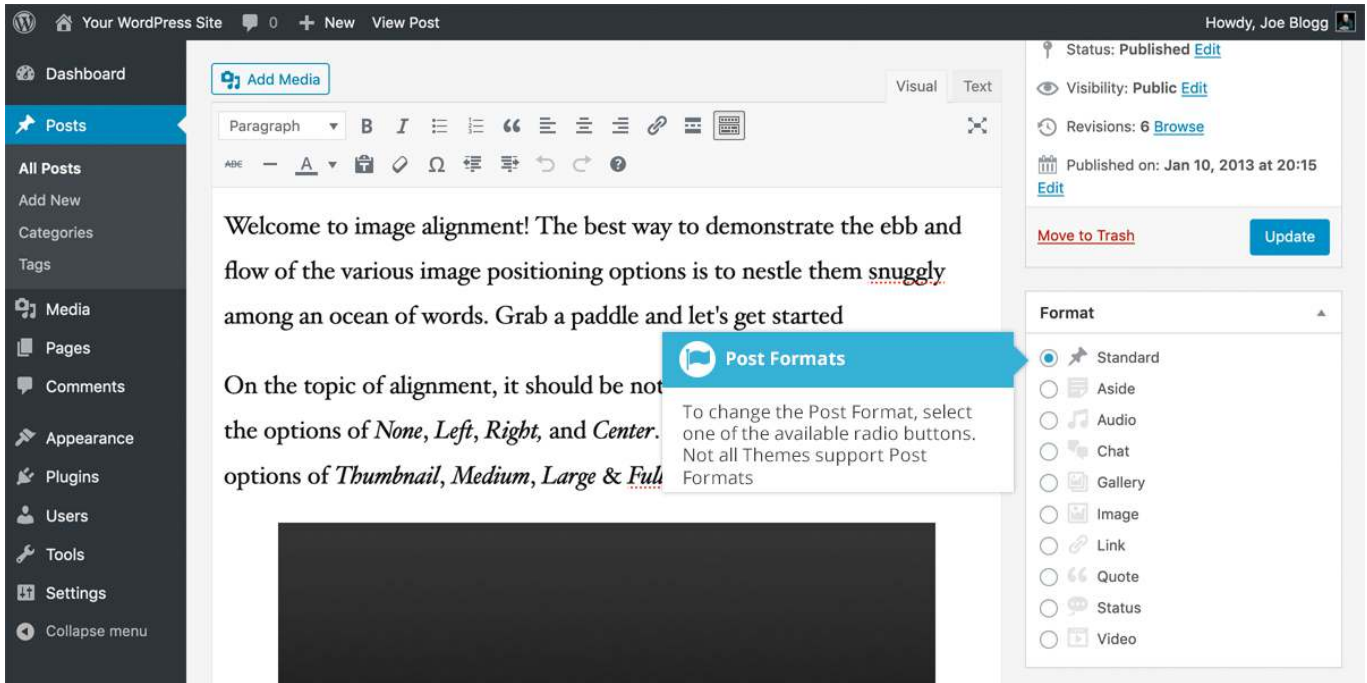 Your WordPress Site 0 + New View Post Howdy, Joe Blogg
Dashboard
Posts
All Posts
Add New
Categories
Tags
Media
Pages
Comments
Appearance
Plugins
Users
Tools
Settings
Collapse menu
Add Media
Visual Text
Paragraph B I
ABC A Ω
Welcome to image alignment! The best way to demonstrate the ebb and
flow of the various image positioning options is to nestle them snuggly
among an ocean of words. Grab a paddle and let's get started
On the topic of alignment, it should be not
the options of None, Left, Right, and Center.
options of Thumbnail, Medium, Large & Full
Post Formats
To change the Post Format, select
one of the available radio buttons.
Not all Themes support Post
Formats
Status: Published Edit
Visibility: Public Edit
Revisions: 6 Browse
Published on: Jan 10, 2013 at 20:15
Edit
Move to Trash Update
Format
Standard
Aside
Audio
Chat
Gallery
Image
Link
Quote
Status
Video